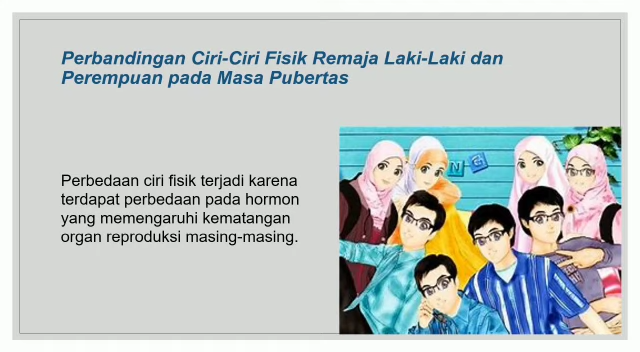 Perbandingan Ciri-Ciri Fisik Remaja Laki-Laki dan
Perempuan pada Masa Pubertas
Perbedaan ciri fisik terjadi karena
terdapat perbedaan pada hormon
yang memengaruhi kematangan
organ reproduksi masing-masing.